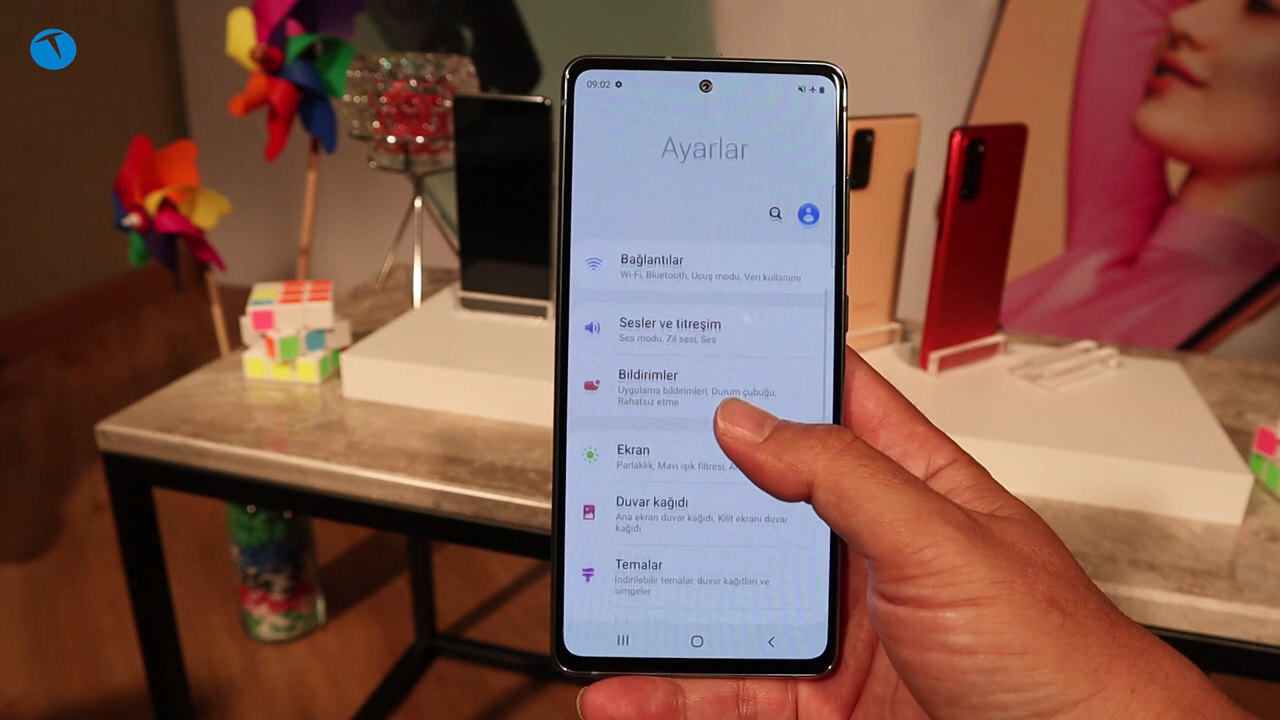 09:02
Ayarlar
Bağlantılar
Wi-Fi, Bluetooth, Uçuş modu, Veri kullanımı
Sesler ve titreşim
Ses modu, Zil sesi, Ses
Bildirimler
Uygulama bildirimleri, Durum çubuğu,
Rahatsız etme
Ekran
Parlaklık, Mavi ışık filtresi,
Duvar kağıdı
Ana ekran duvar kağıdı, Kilit ekranı duvar
kağıdı
Temalar
İndirilebilir temalar, duvar kağıtları ve
simgeler